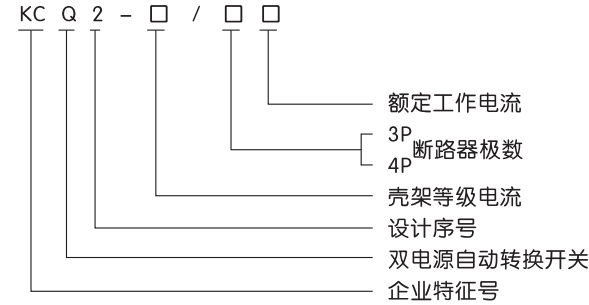 KC Q 2 - □ / □ □
额定工作电流
3P
断路器极数
4P
壳架等级电流
设计序号
双电源自动转换开关
企业特征号